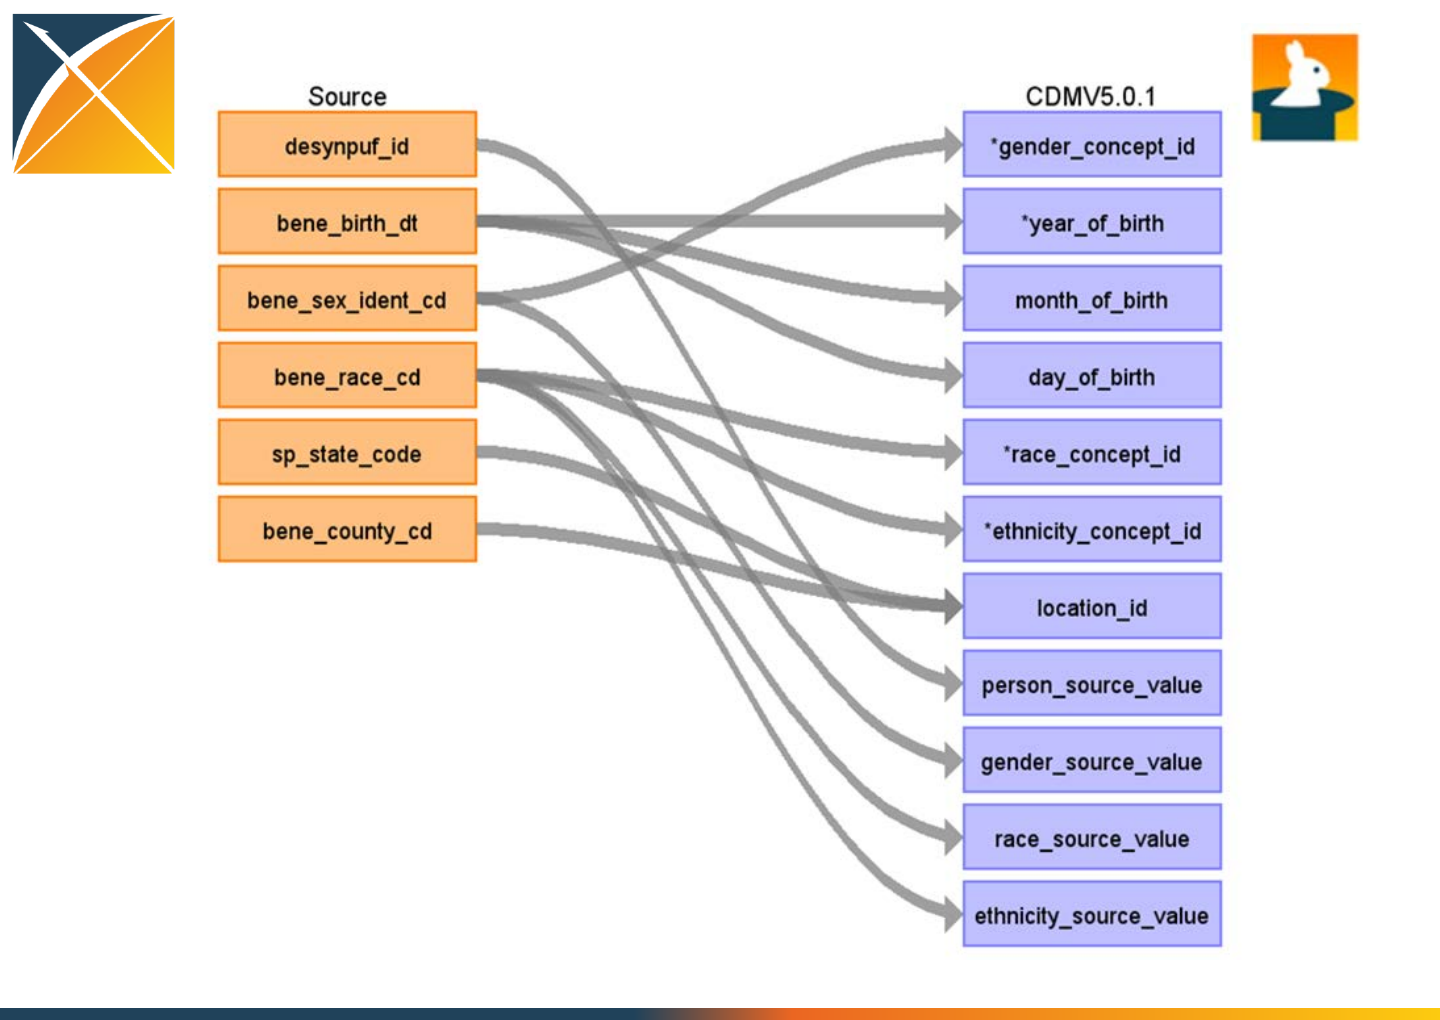 Source
desynpuf_id
bene_birth_dt
bene_sex_ident_cd
bene_race_cd
sp_state_code
bene_county_cd
CDMV5.0.1
*gender_concept_id
*year_of_birth
month_of_birth
day_of_birth
*race_concept_id
*ethnicity_concept_id
location_id
person_source_value
gender_source_value
race_source_value
ethnicity_source_value